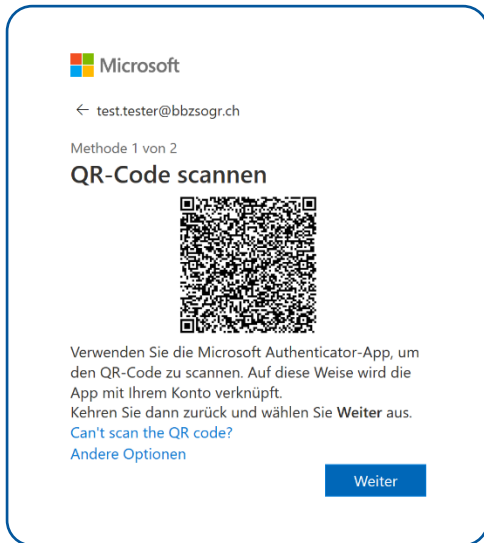 Microsoft
← test.tester@bbzsogr.ch
Methode 1 von 2
QR-Code scannen
Verwenden Sie die Microsoft Authenticator-App, um
den QR-Code zu scannen. Auf diese Weise wird die
App mit Ihrem Konto verknüpft.
Kehren Sie dann zurück und wählen Sie Weiter aus.
Can't scan the QR code?
Andere Optionen
Weiter